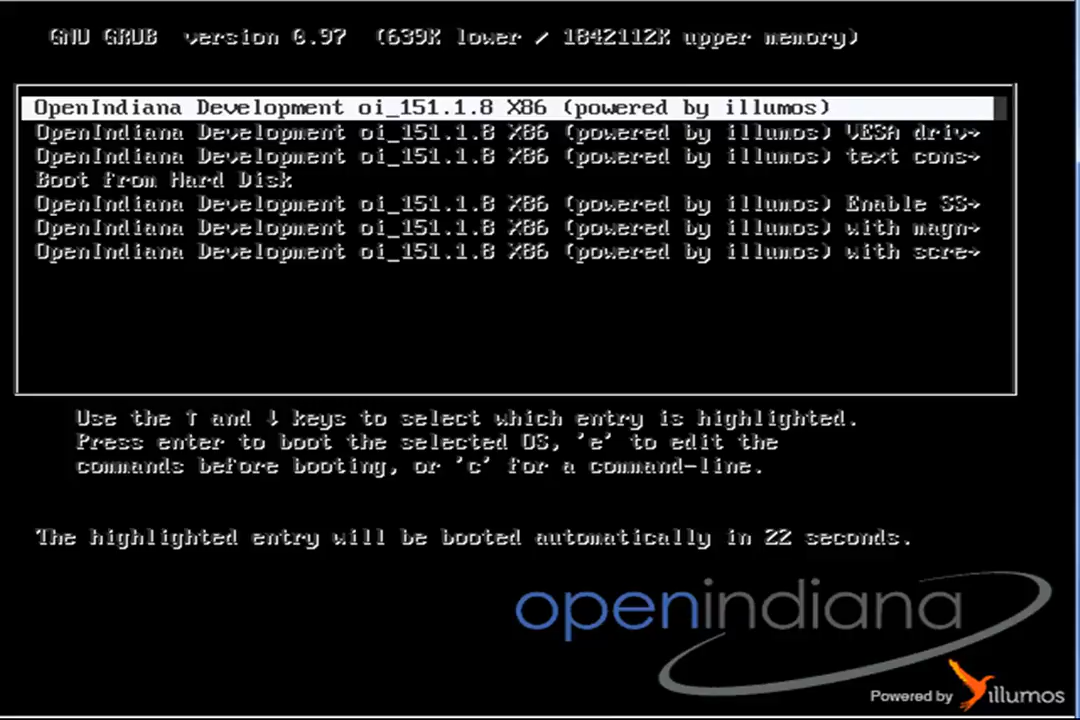 GNU GRUB  version 0.97  (639K lower / 1842112K upper memory)
OpenIndiana Development oi_151.1.8 X86 (powered by illumos)
OpenIndiana Development oi_151.1.8 X86 (powered by illumos) VESA driv→
OpenIndiana Development oi_151.1.8 X86 (powered by illumos) text cons→
Boot from Hard Disk
OpenIndiana Development oi_151.1.8 X86 (powered by illumos) Enable SS→
OpenIndiana Development oi_151.1.8 X86 (powered by illumos) with magn→
OpenIndiana Development oi_151.1.8 X86 (powered by illumos) with scre→
Use the ↑ and ↓ keys to select which entry is highlighted.
Press enter to boot the selected OS, 'e' to edit the
commands before booting, or 'c' for a command-line.
The highlighted entry will be booted automatically in 22 seconds.
openindiana
Powered by illumos